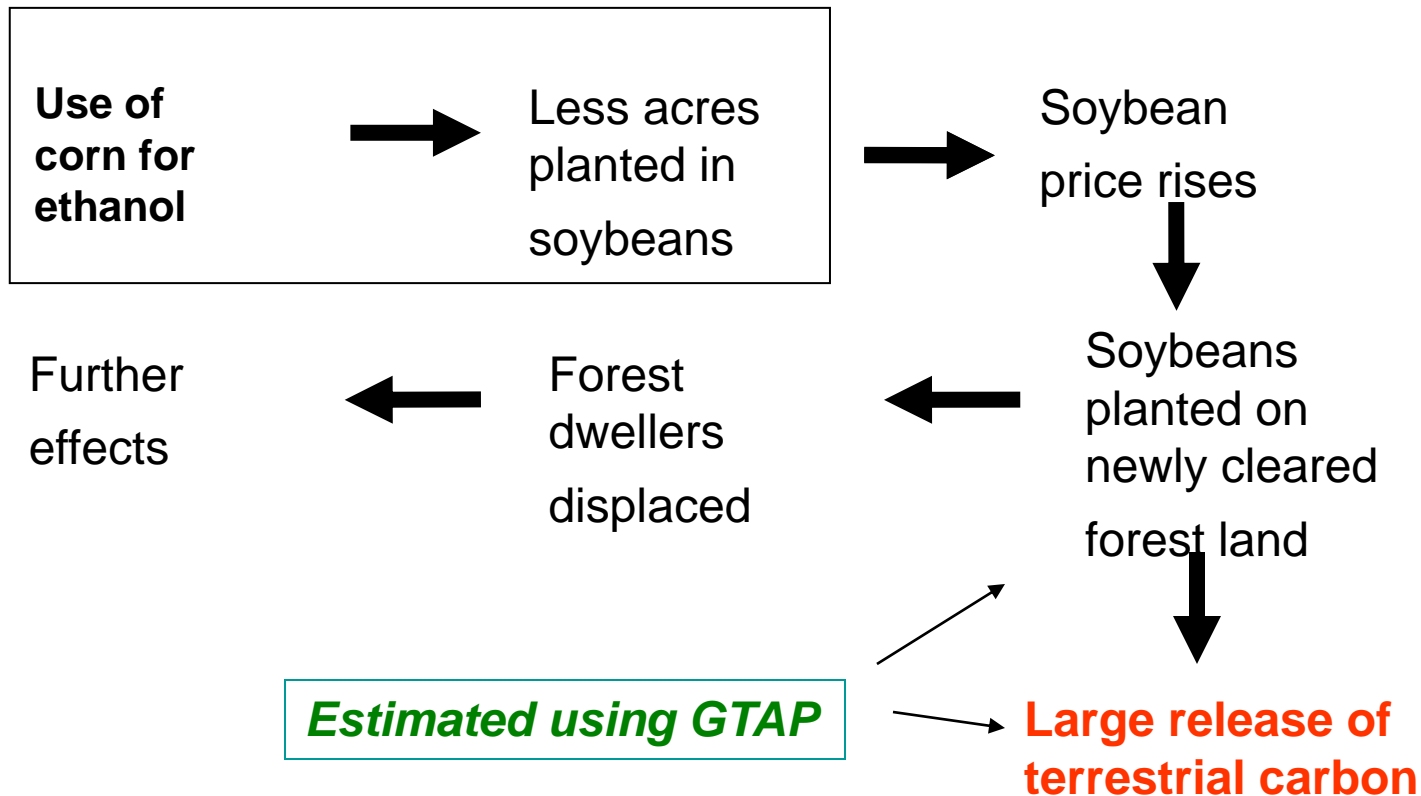 Use of
corn for
ethanol
Less acres
planted in
soybeans
Soybean
price rises
Soybeans
planted on
newly cleared
forest land
Forest
dwellers
displaced
Further
effects
Estimated using GTAP
Large release of
terrestrial carbon